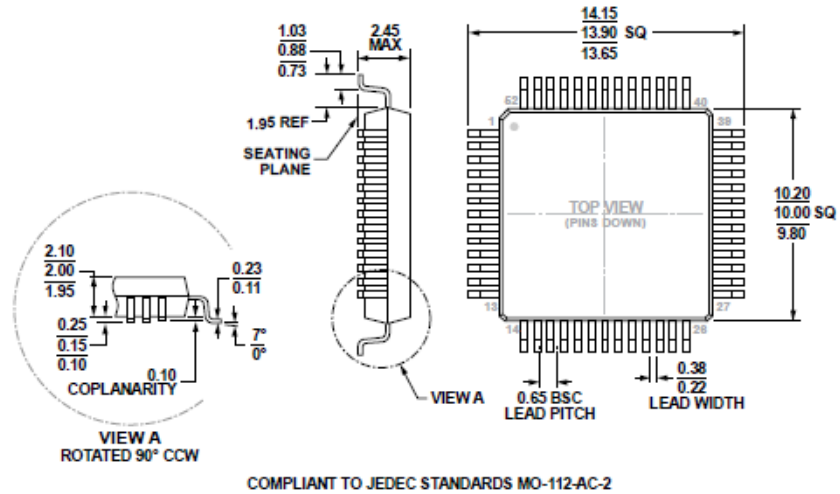 1.03
0.88
0.73
2.45
MAX
14.15
13.90 SQ
13.65
1.95 REF
SEATING
PLANE
52
40
1
39
TOP VIEW
(PINS DOWN)
10.20
10.00 SQ
9.80
13
27
14
26
2.10
2.00
1.95
0.23
0.11
0.25
0.15
0.10
7°
0°
0.10
COPLANARITY
VIEW A
ROTATED 90° CCW
VIEW A
0.65 BSC
LEAD PITCH
0.38
0.22
LEAD WIDTH
COMPLIANT TO JEDEC STANDARDS MO-112-AC-2